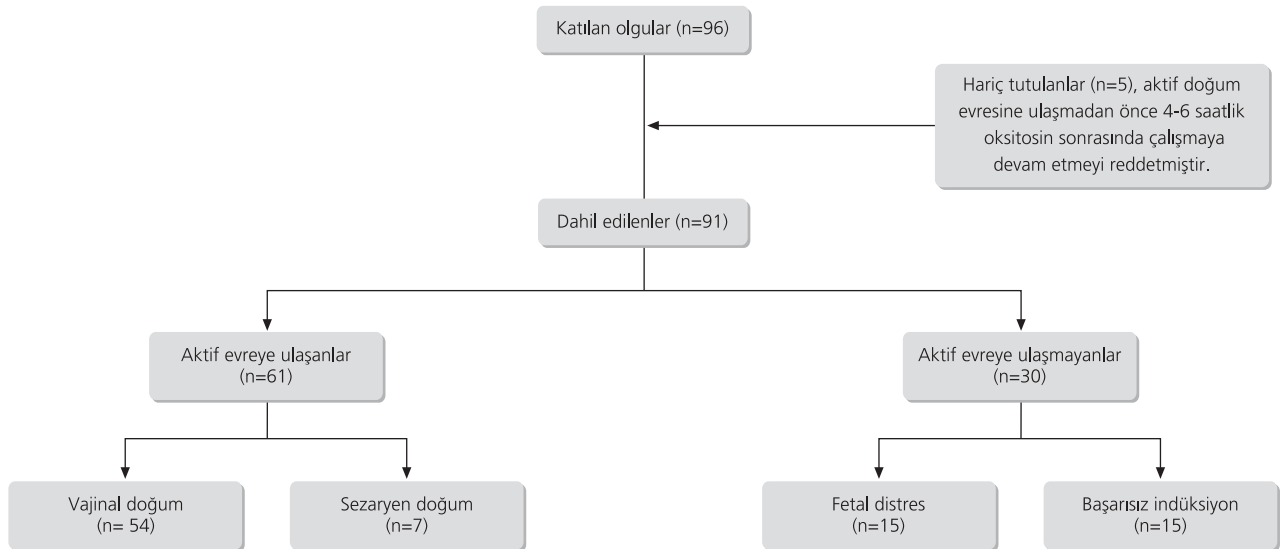 Katılan olgular (n=96)
Hariç tutulanlar (n=5), aktif doğum
evresine ulaşmadan önce 4-6 saatlik
oksitosin sonrasında çalışmaya
devam etmeyi reddetmiştir.
Dahil edilenler (n=91)
Aktif evreye ulaşanlar
(n=61)
Aktif evreye ulaşmayanlar
(n=30)
Vajinal doğum
(n= 54)
Sezaryen doğum
(n=7)
Fetal distres
(n=15)
Başarısız indüksiyon
(n=15)